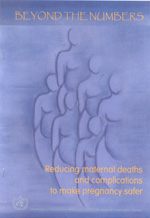 BEYOND THE NUMBERS
Reducing maternal deaths
and complications
to make pregnancy safer